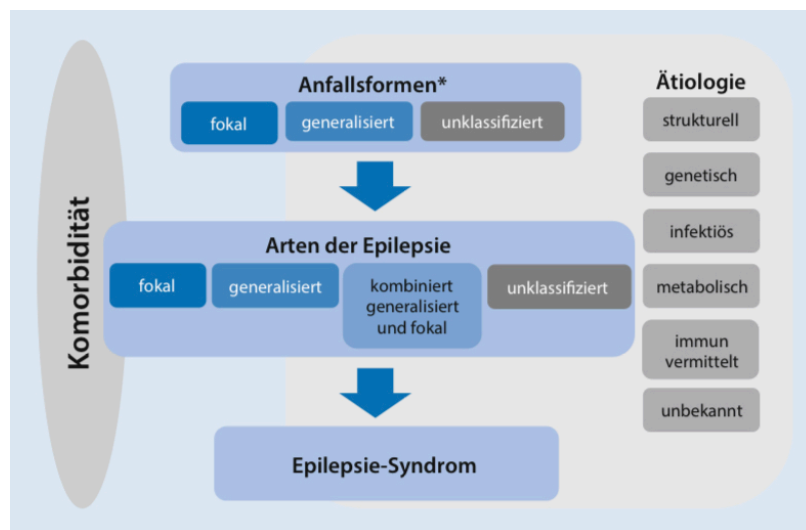 Komorbidität
Anfallsformen*
fokal
generalisiert
unklassifiziert
Arten der Epilepsie
fokal
generalisiert
kombiniert
generalisiert
und fokal
unklassifiziert
Epilepsie-Syndrom
Ätiologie
strukturell
genetisch
infektiös
metabolisch
immun
vermittelt
unbekannt